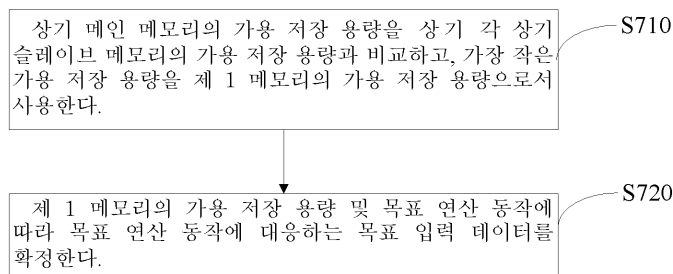 상기 메인 메모리의 가용 저장 용량을 상기 각 상기
슬레이브 메모리의 가용 저장 용량과 비교하고, 가장 작은
가용 저장 용량을 제 1 메모리의 가용 저장 용량으로서
사용한다.
S710
제 1 메모리의 가용 저장 용량 및 목표 연산 동작에
따라 목표 연산 동작에 대응하는 목표 입력 데이터를
확정한다.
S720